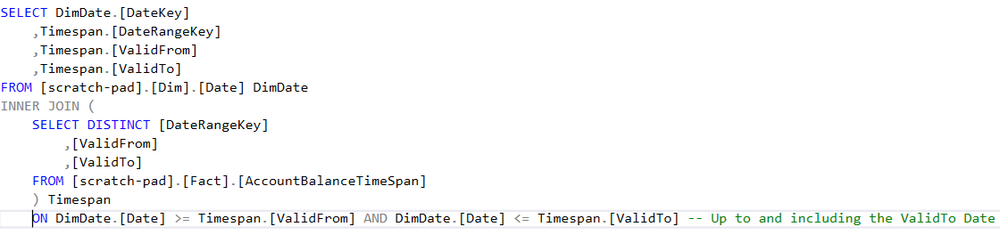 SELECT DimDate.[DateKey]
    ,Timespan.[DateRangeKey]
    ,Timespan.[ValidFrom]
    ,Timespan.[ValidTo]
FROM [scratch-pad].[Dim].[Date] DimDate
INNER JOIN (
    SELECT DISTINCT [DateRangeKey]
        ,[ValidFrom]
        ,[ValidTo]
    FROM [scratch-pad].[Fact].[AccountBalanceTimeSpan]
    ) Timespan
    ON DimDate.[Date] >= Timespan.[ValidFrom] AND DimDate.[Date] <= Timespan.[ValidTo] -- Up to and including the ValidTo Date